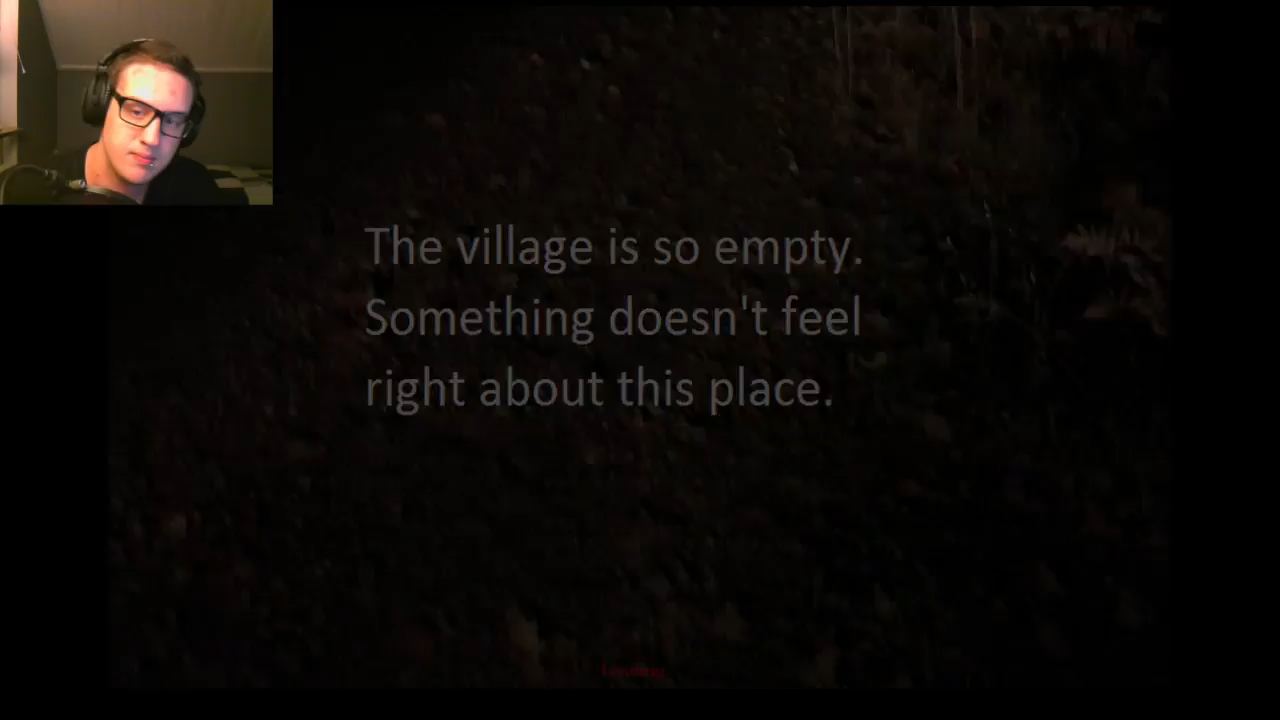 The village is so empty.
Something doesn't feel
right about this place.